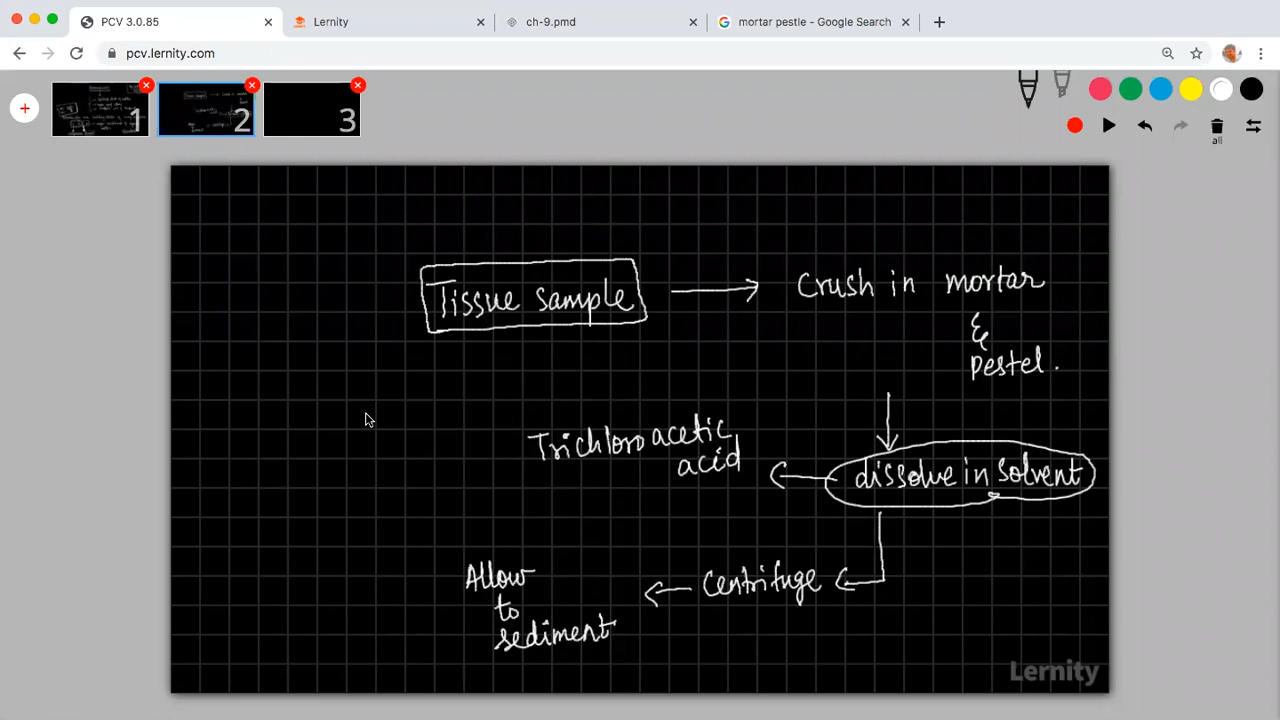 PCV 3.0.85
Lernity
ch-9.pmd
mortar pestle - Google Search
pcv.lernity.com
1
2
3
all
Tissue sample
Crush in mortar
&
pestel.
Trichloroacetic
acid
dissolve in solvent
Allow
to
sediment
Centrifuge
Lernity